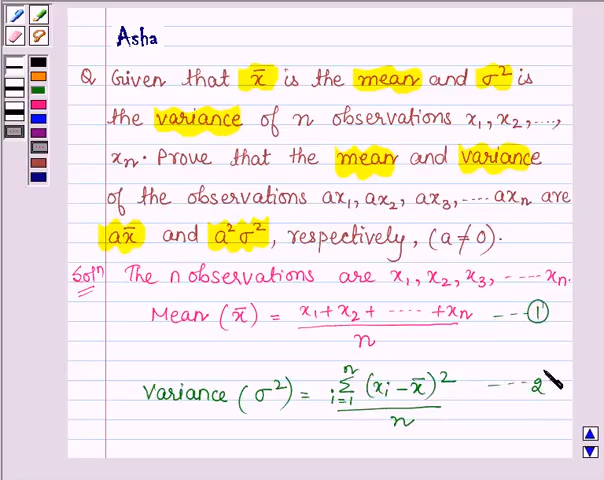 Asha
Q Given that x̄ is the mean and σ² is
the variance of n observations x₁, x₂, ...,
xₙ. Prove that the mean and variance
of the observations ax₁, ax₂, ax₃, .... axₙ are
ax̄ and a²σ², respectively, (a ≠ 0).
Solⁿ The n observations are x₁, x₂, x₃, ---- xₙ.
Mean (x̄) = (x₁ + x₂ + ..... + xₙ)/n --- ①
Variance (σ²) = ∑ᵢ₌₁ⁿ (xᵢ - x̄)²/n --- 2